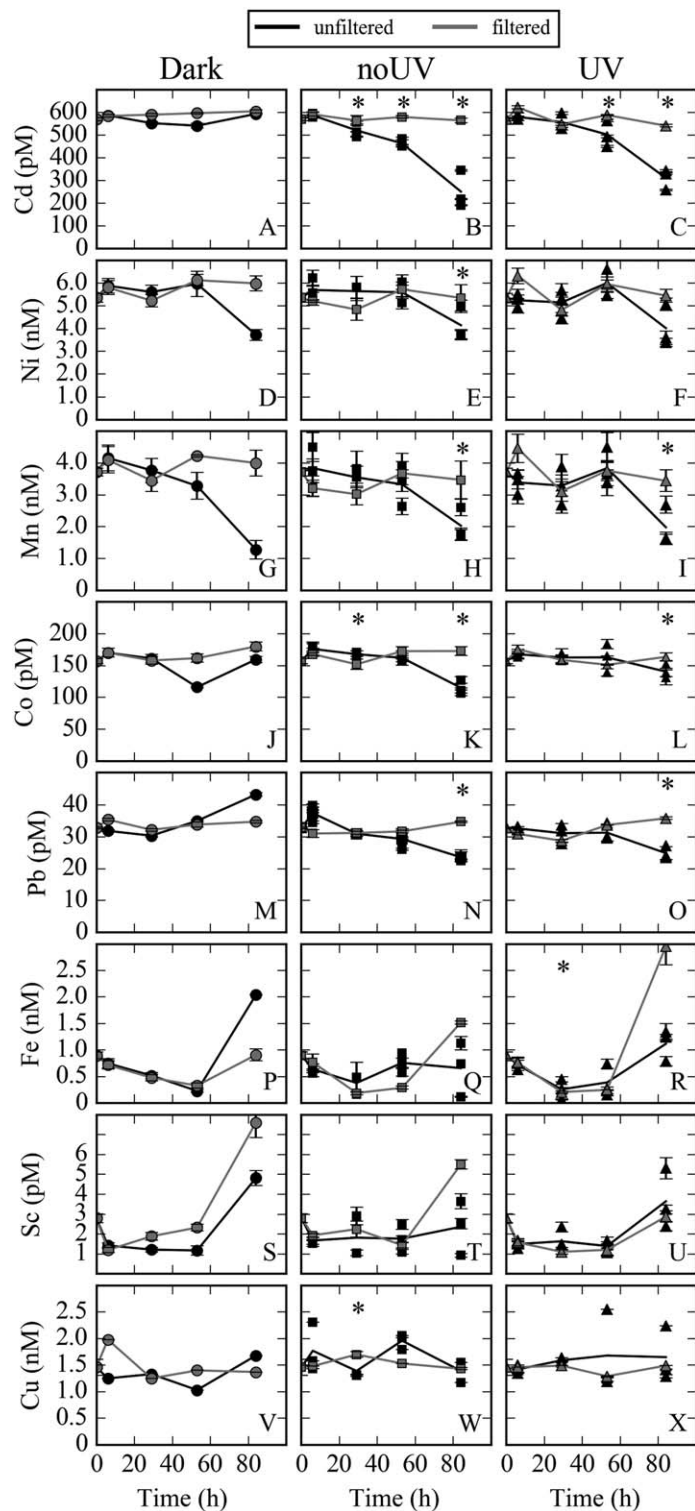 unfiltered filtered
Dark noUV UV
Cd (pM)
600
500
400
300
200
100
0
* * *
* *
A B C
Ni (nM)
6.0
5.0
4.0
3.0
2.0
1.0
0
*
D E F
Mn (nM)
4.0
3.0
2.0
1.0
0
* *
G H I
Co (pM)
200
150
100
50
0
* * *
J K L
Pb (pM)
40
30
20
10
0
* *
M N O
Fe (nM)
2.5
2.0
1.5
1.0
0.5
0
*
P Q R
Sc (pM)
7
6
5
4
3
2
1
S T U
Cu (nM)
2.5
2.0
1.5
1.0
0.5
0
*
V W X
0 20 40 60 80 0 20 40 60 80 0 20 40 60 80
Time (h) Time (h) Time (h)